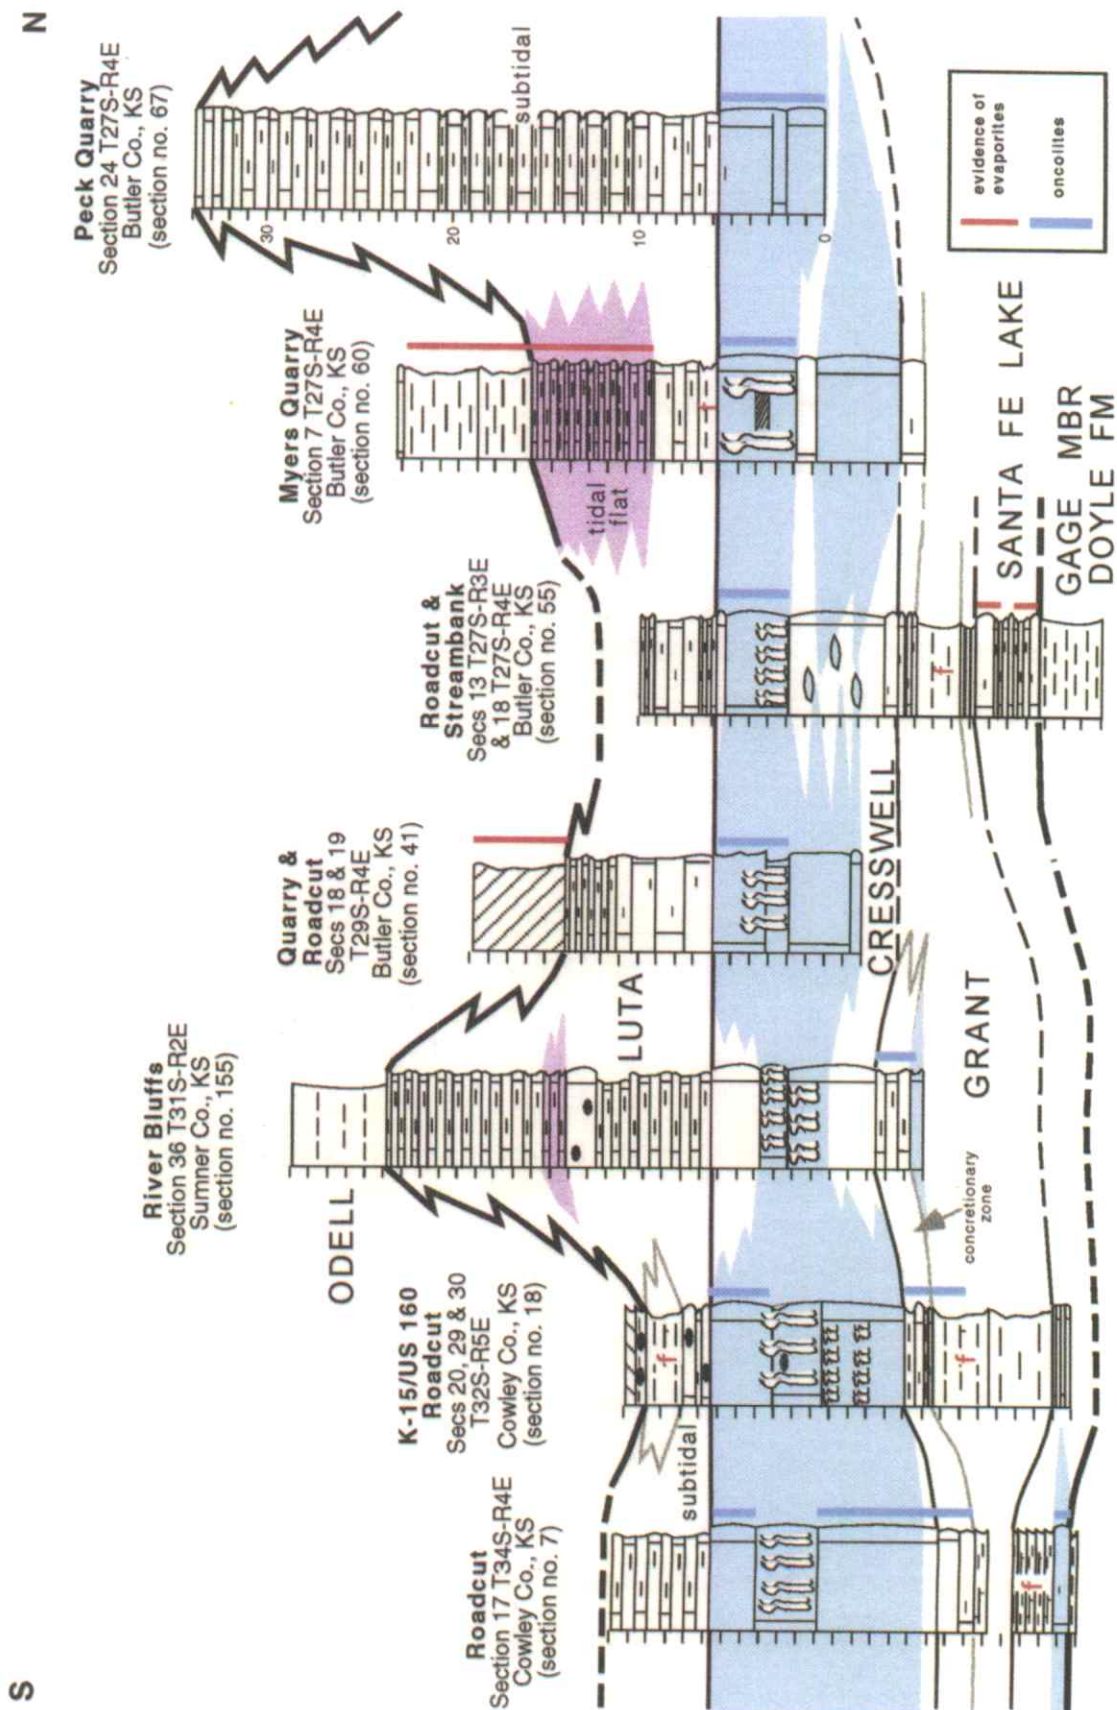 S
N
Roadcut
Section 17 T34S-R4E
Cowley Co., KS
(section no. 7)
K-15/US 160
Roadcut
Secs 20, 29 & 30
T32S-R5E
Cowley Co., KS
(section no. 18)
River Bluffs
Section 36 T31S-R2E
Sumner Co., KS
(section no. 155)
Quarry &
Roadcut
Secs 18 & 19
T29S-R4E
Butler Co., KS
(section no. 41)
Roadcut &
Streambank
Secs 13 T27S-R3E
& 18 T27S-R4E
Butler Co., KS
(section no. 55)
Myers Quarry
Section 7 T27S-R4E
Butler Co., KS
(section no. 60)
Peck Quarry
Section 24 T27S-R4E
Butler Co., KS
(section no. 67)
30
20
10
0
ODELL
subtidal
LUTA
tidal
flat
subtidal
f
f
f
f
f
CRESSWELL
GRANT
concretionary
zone
SANTA FE LAKE
GAGE MBR
DOYLE FM
evidence of
evaporites
oncolites